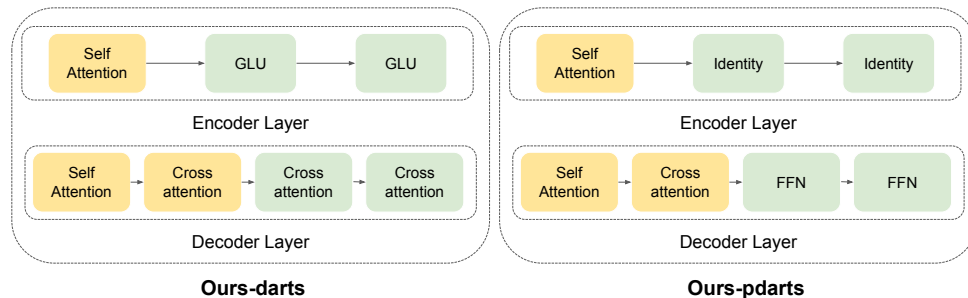 Self
Attention
GLU
GLU
Encoder Layer
Self
Attention
Cross
attention
Cross
attention
Cross
attention
Decoder Layer
Ours-darts
Self
Attention
Identity
Identity
Encoder Layer
Self
Attention
Cross
attention
FFN
FFN
Decoder Layer
Ours-pdarts